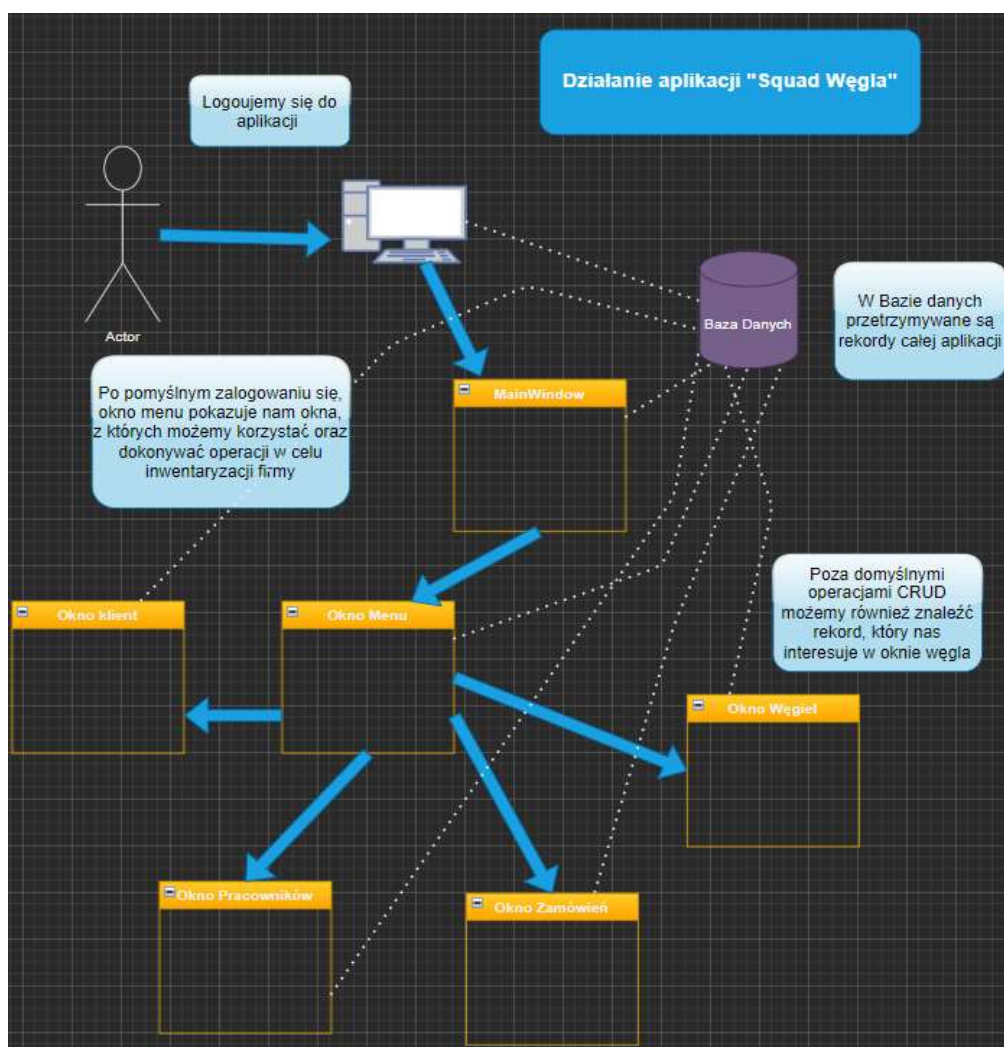 Działanie aplikacji "Squad Węgla"
Logoujemy się do
aplikacji
Actor
Baza Danych
W Bazie danych
przetrzymywane są
rekordy całej aplikacji
Po pomyślnym zalogowaniu się,
okno menu pokazuje nam okna,
z których możemy korzystać oraz
dokonywać operacji w celu
inwentaryzacji firmy
MainWindow
Poza domyślnymi
operacjami CRUD
możemy również znaleźć
rekord, który nas
interesuje w oknie węgla
Okno klient
Okno Menu
Okno Węgiel
Okno Pracowników
Okno Zamówień